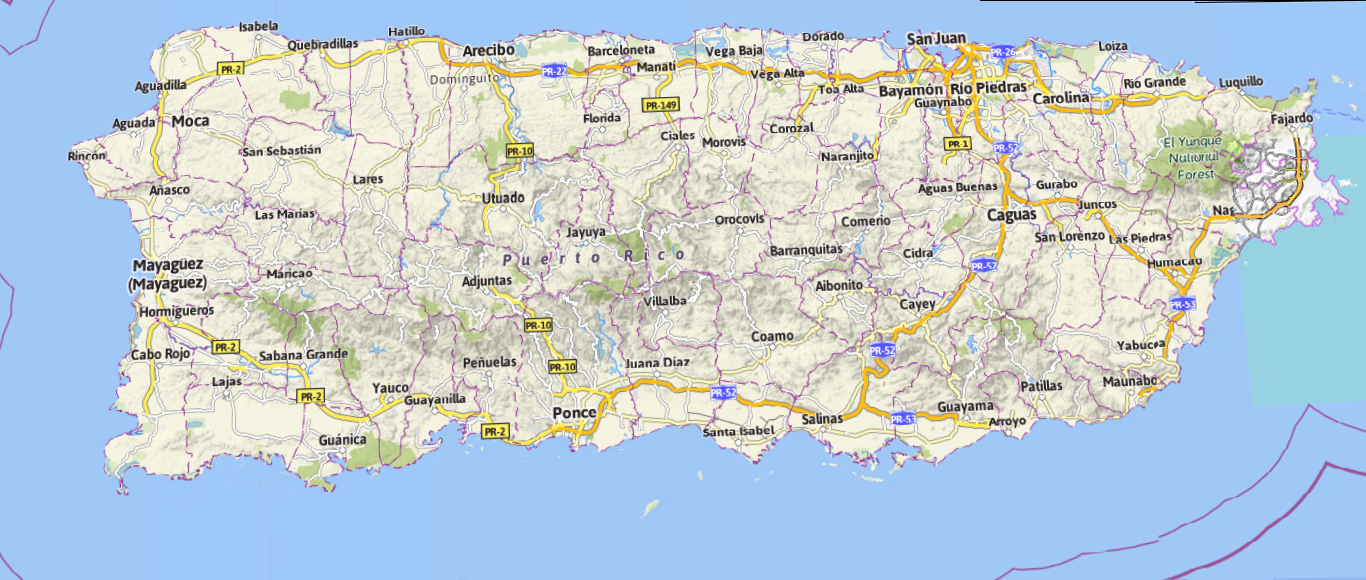 Isabela
Hatillo
Quebradillas
Arecibo
Barceloneta
Vega Baja
Dorado
San Juan
PR-26
Loiza
PR-2
Dominguito
PR-22
Manatí
Vega Alta
Toa Alta
Bayamón
Río Piedras
Río Grande
Luquillo
Aguadilla
Carolina
PR-149
Guaynabo
Fajardo
Aguada
Moca
Florida
Ciales
Morovis
Corozal
PR 1
PR-52
El Yunque
National
Forest
Rincón
San Sebastián
PR-10
Naranjito
Añasco
Lares
Utuado
Aguas Buenas
Gurabo
Juncos
Las Marías
Jayuya
Orocovis
Comerío
Caguas
Nag
San Lorenzo
Las Piedras
Puerto Rico
Barranquitas
Cidra
Mayagüez
(Mayaguez)
Maricao
Adjuntas
PR-52
Humacao
Hormigueros
Villalba
Aibonito
Cayey
PR-53
PR-10
Coamo
PR-2
Cabo Rojo
Sabana Grande
Peñuelas
Juana Díaz
PR-52
Yabucoa
PR-10
Lajas
Yauco
Guayanilla
PR-2
PR-52
Patillas
Maunabo
Ponce
Salinas
PR-53
Guayama
Arroyo
PR-2
Guánica
Santa Isabel